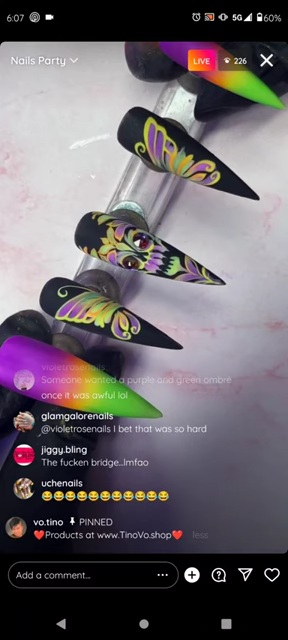 6:07
5G 60%
Nails Party
LIVE 226
violetrosenails
Someone wanted a purple and green ombré
once it was awful lol
glamgalorenails
@violetrosenails I bet that was so hard
jiggy.bling
The fucken bridge..lmfao
uchenails
😂😂😂😂😂😂😂😂😂😂😂
vo.tino PINNED
❤️Products at www.TinoVo.shop❤️ less
Add a comment...